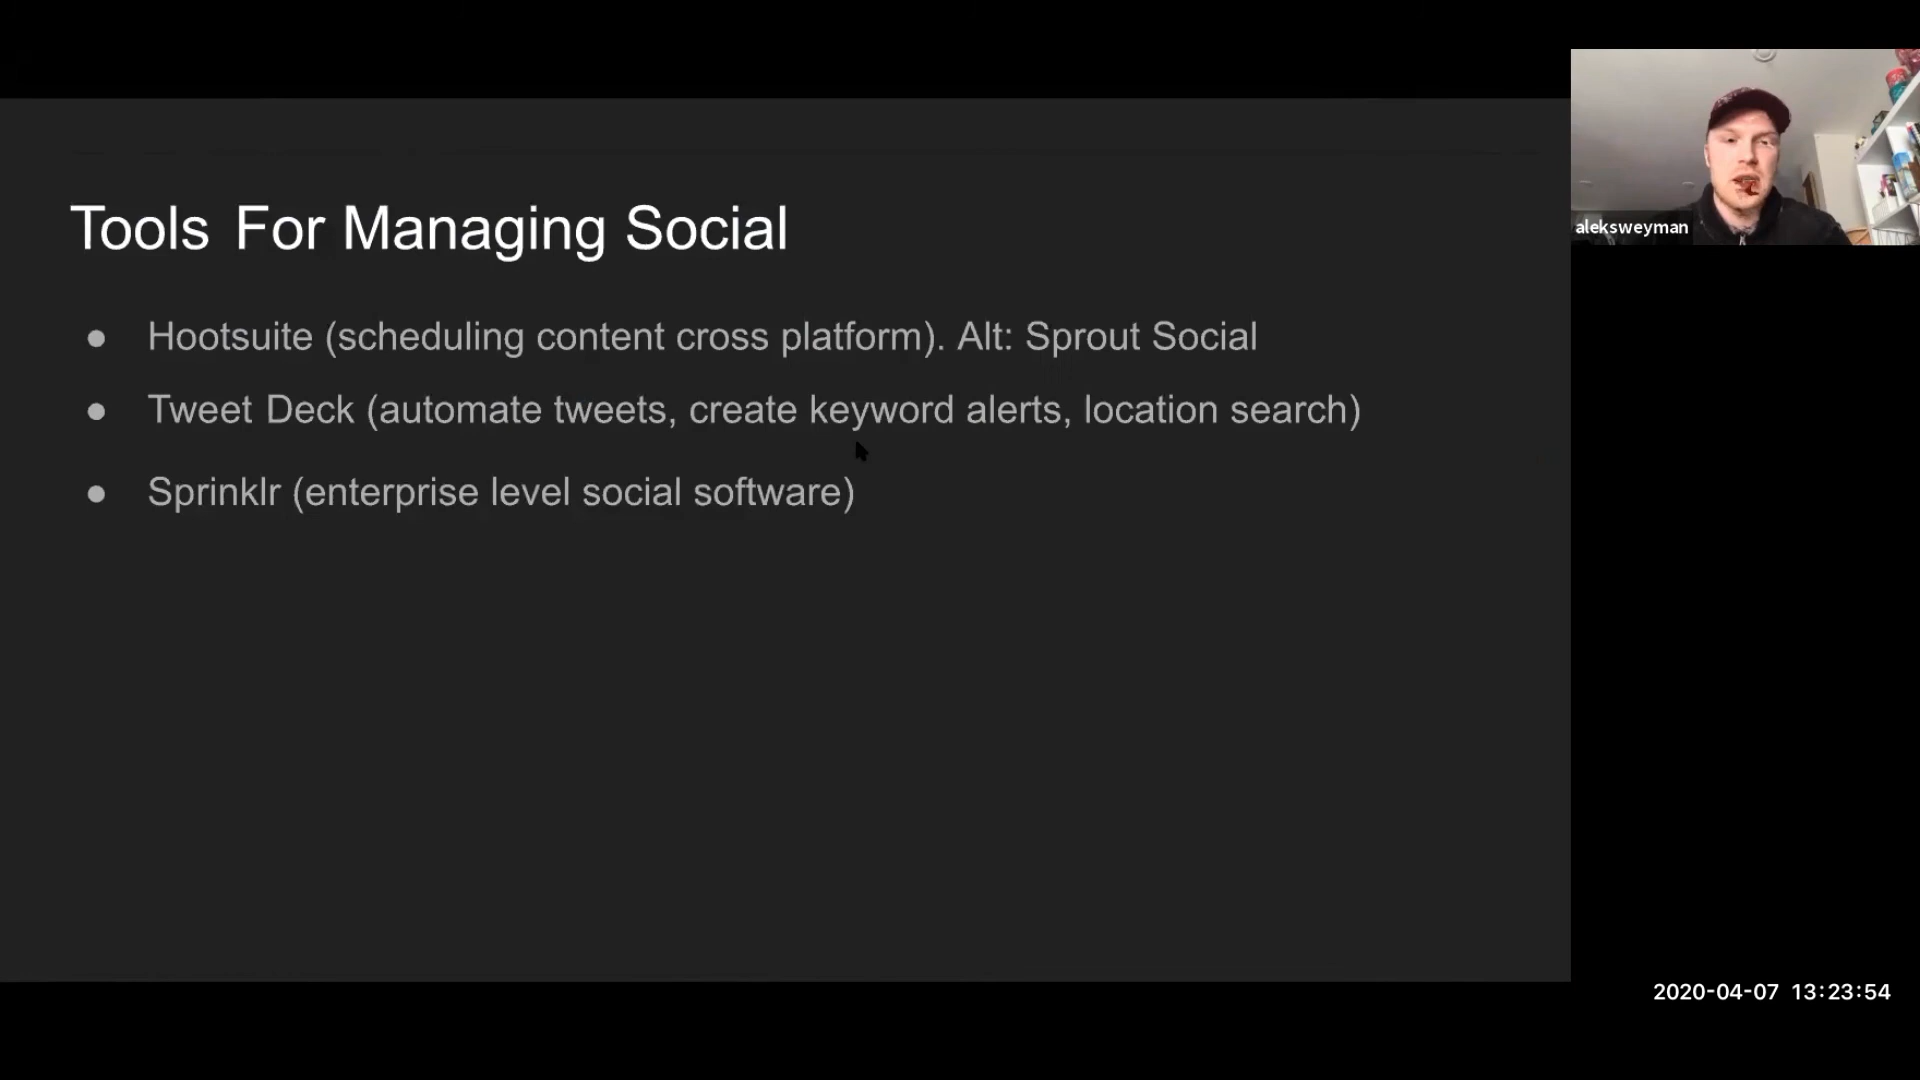 Tools For Managing Social
● Hootsuite (scheduling content cross platform). Alt: Sprout Social
● Tweet Deck (automate tweets, create keyword alerts, location search)
● Sprinklr (enterprise level social software)
aleksweyman
2020-04-07 13:23:54